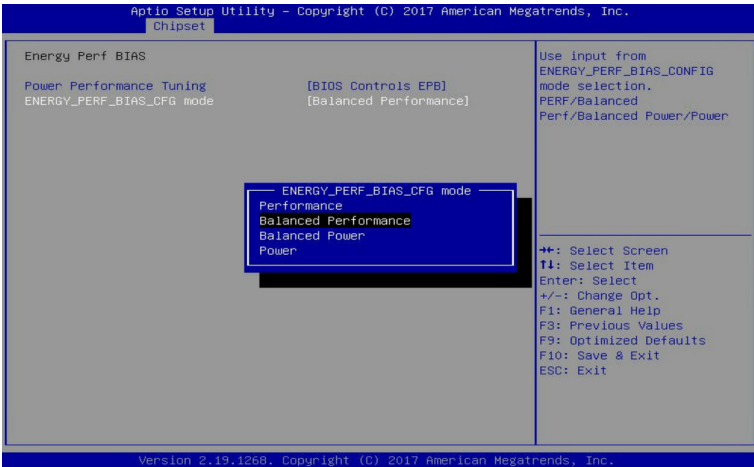 Aptio Setup Utility – Copyright (C) 2017 American Megatrends, Inc.
Chipset
Energy Perf BIAS
Power Performance Tuning [BIOS Controls EPB]
ENERGY_PERF_BIAS_CFG mode [Balanced Performance]
Use input from
ENERGY_PERF_BIAS_CONFIG
mode selection.
PERF/Balanced
Perf/Balanced Power/Power
ENERGY_PERF_BIAS_CFG mode
Performance
Balanced Performance
Balanced Power
Power
→←: Select Screen
↑↓: Select Item
Enter: Select
+/-: Change Opt.
F1: General Help
F3: Previous Values
F9: Optimized Defaults
F10: Save & Exit
ESC: Exit
Version 2.19.1268. Copyright (C) 2017 American Megatrends, Inc.